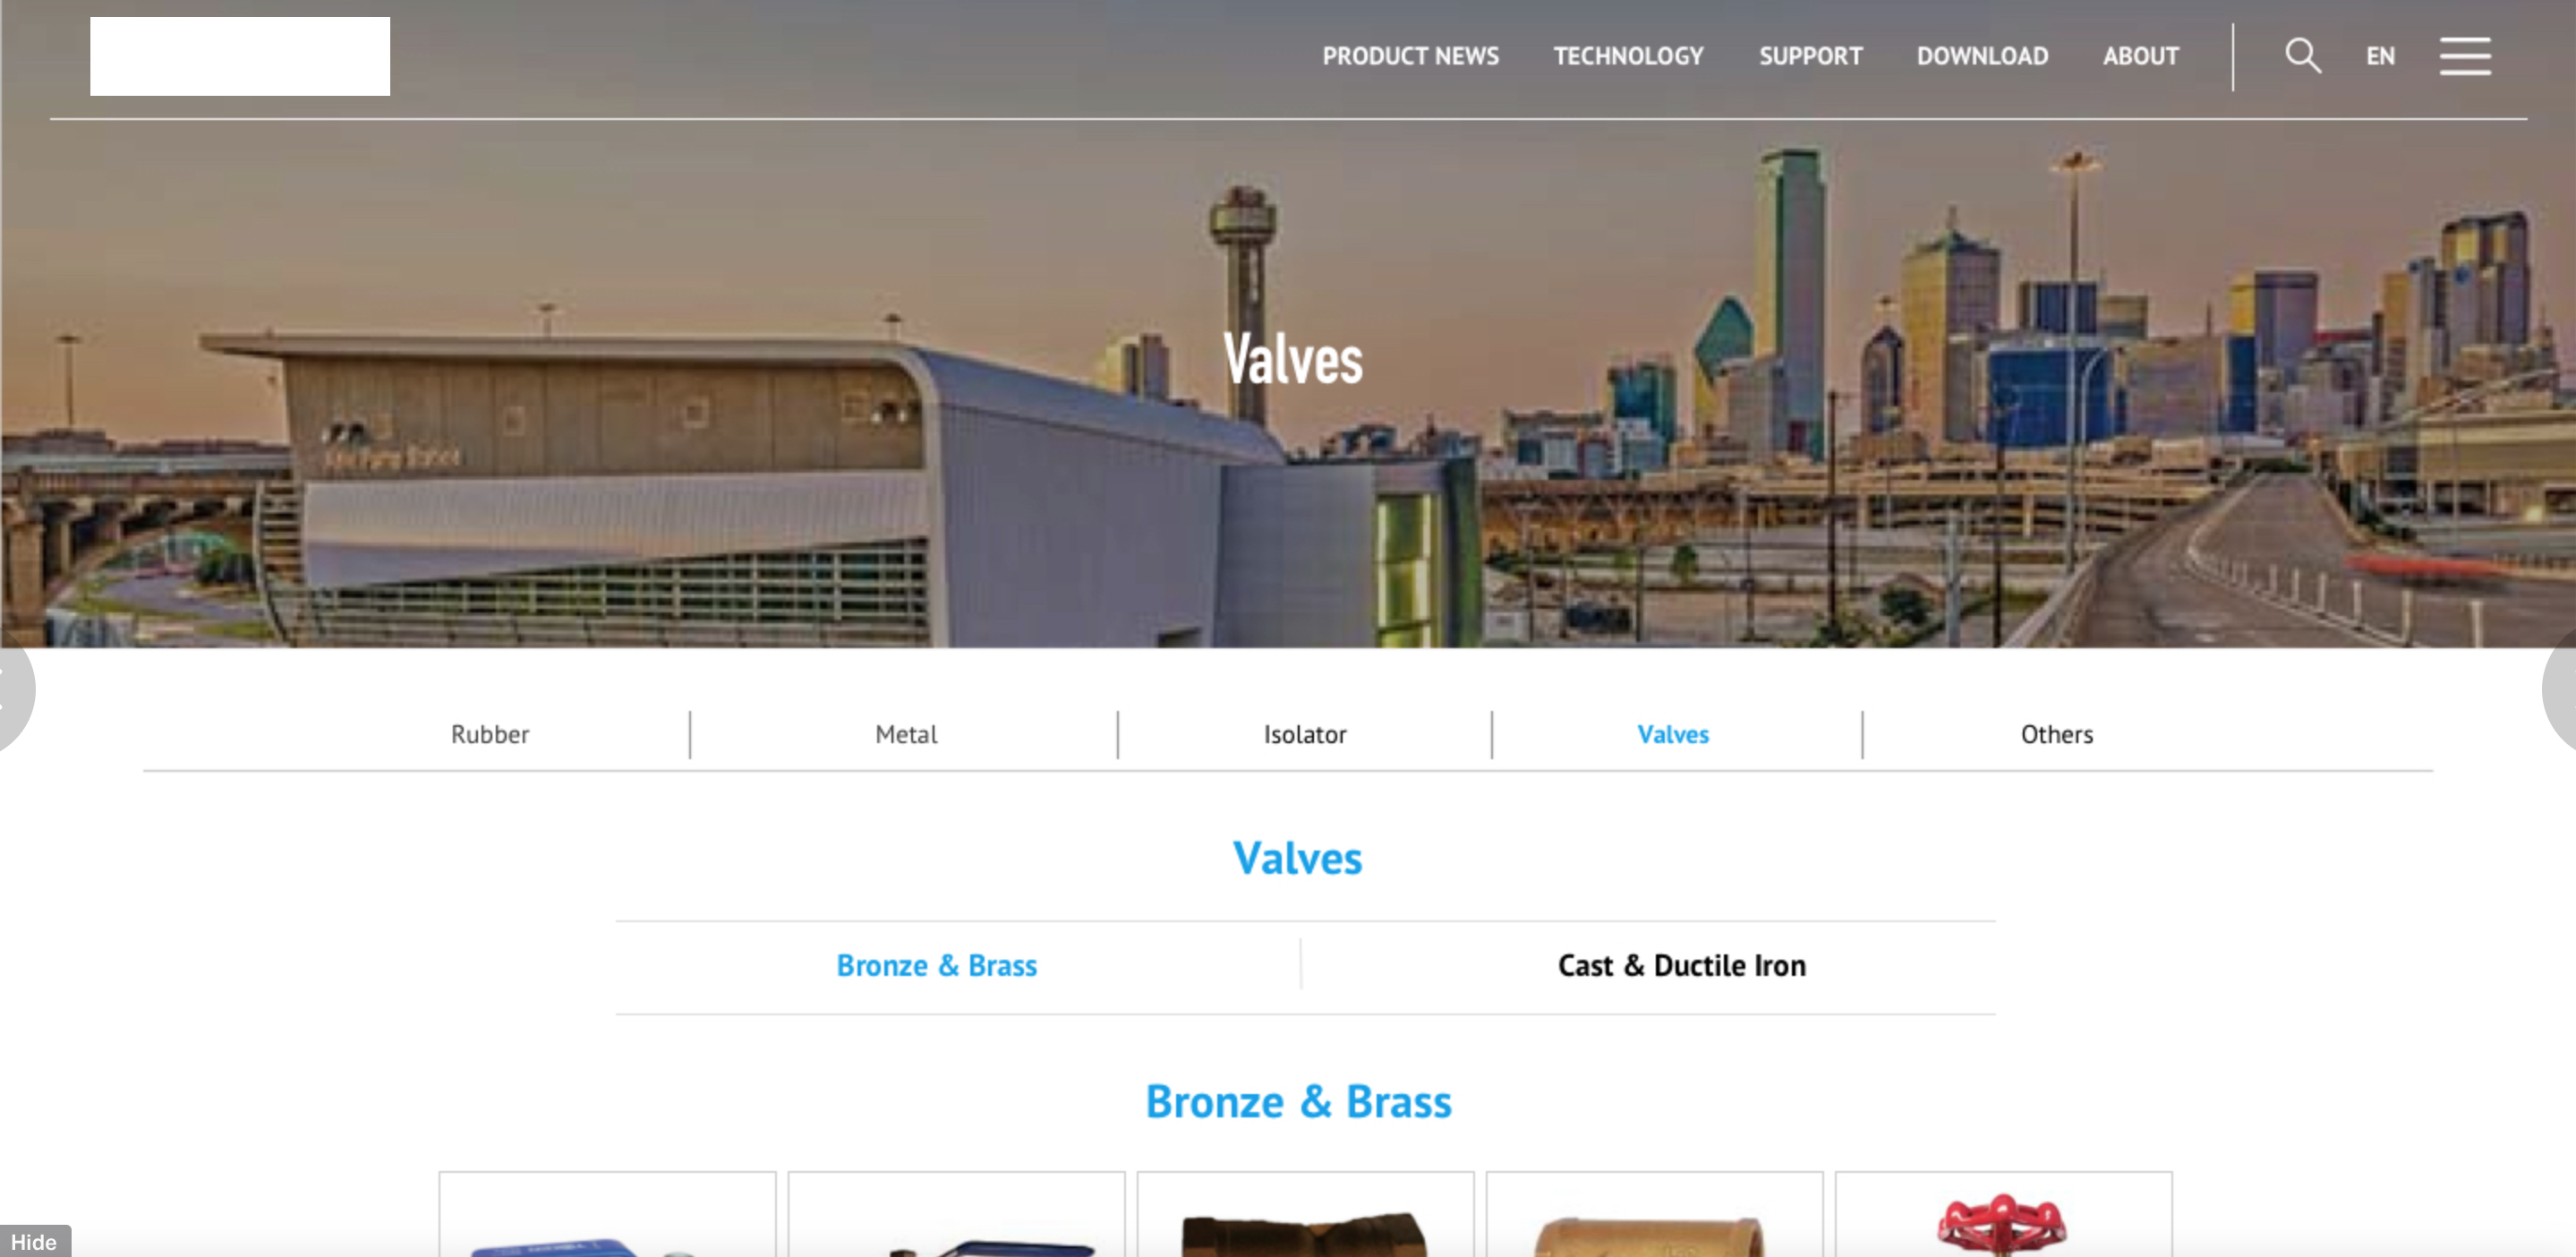 PRODUCT NEWS TECHNOLOGY SUPPORT DOWNLOAD ABOUT EN
Valves
Rubber Metal Isolator Valves Others
Valves
Bronze & Brass Cast & Ductile Iron
Bronze & Brass
Hide